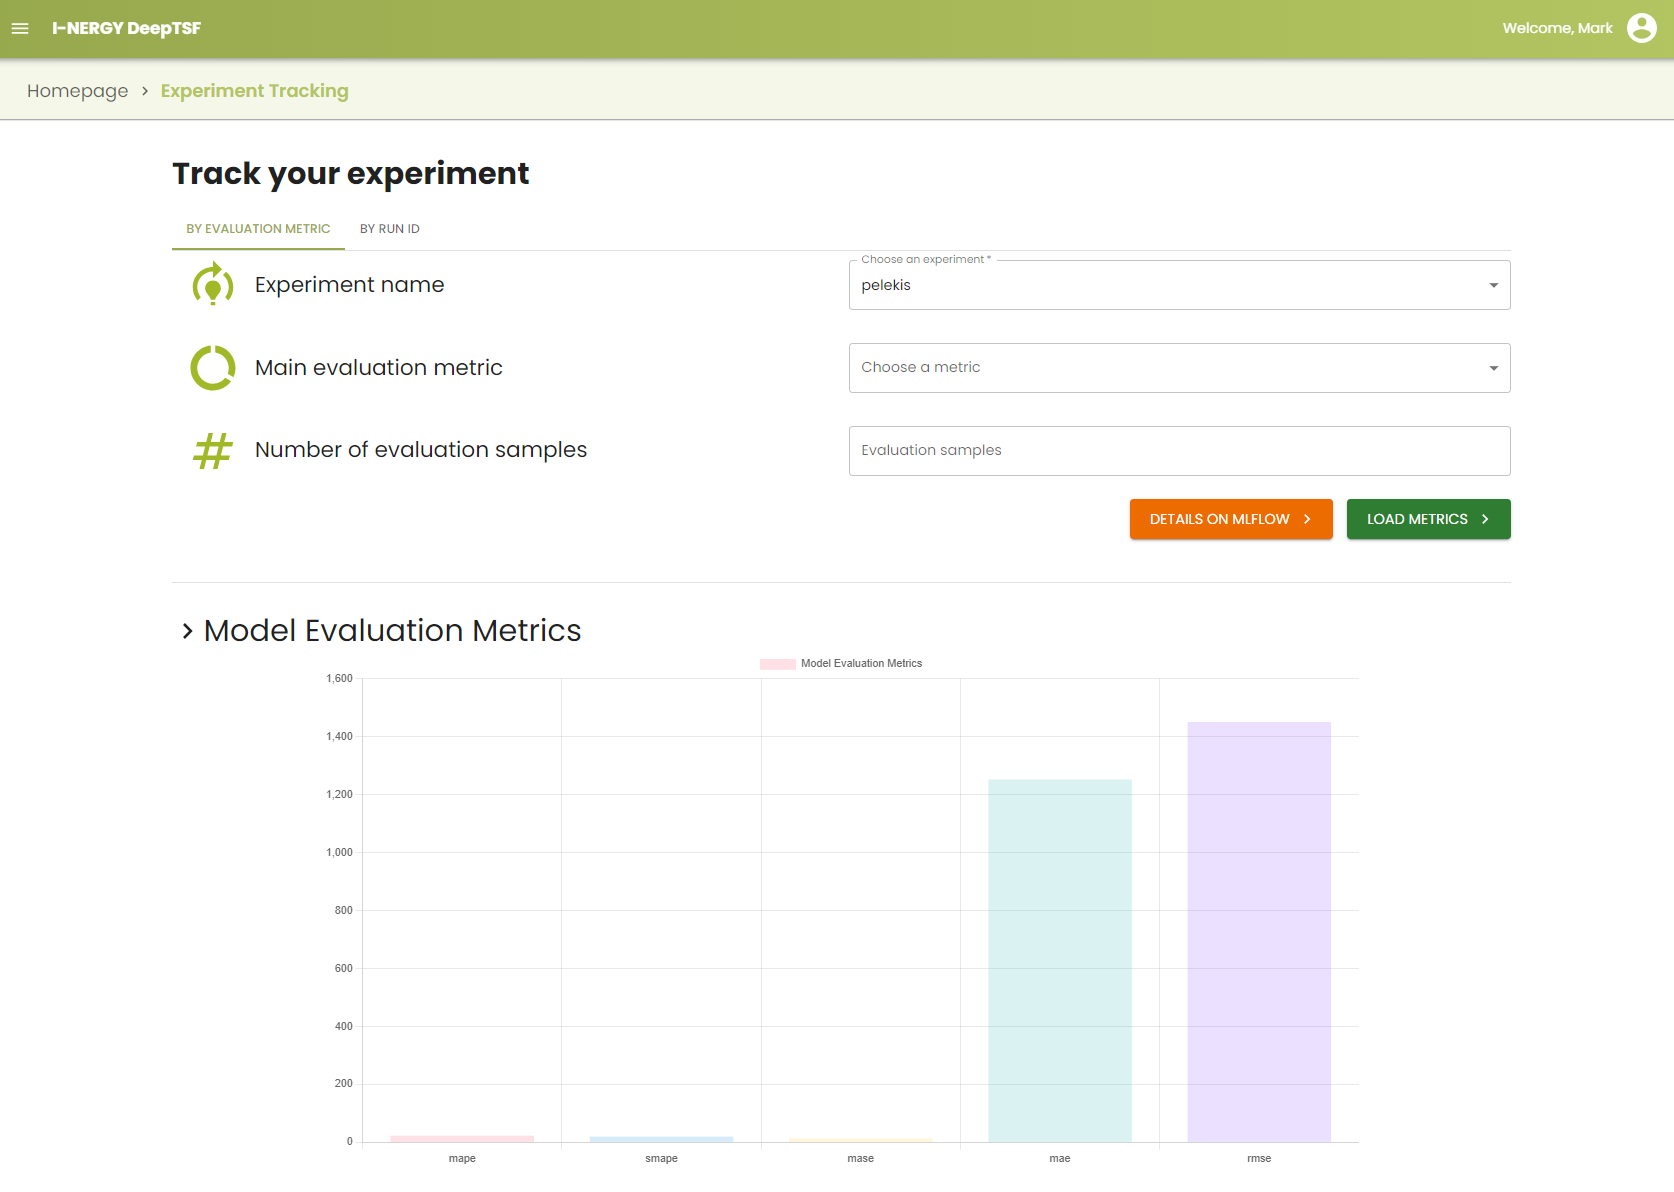 I-NERGY DeepTSF
Welcome, Mark
Homepage > Experiment Tracking
Track your experiment
BY EVALUATION METRIC
BY RUN ID
Experiment name
Choose an experiment *
pelekis
Main evaluation metric
Choose a metric
Number of evaluation samples
Evaluation samples
DETAILS ON MLFLOW
LOAD METRICS
Model Evaluation Metrics
Model Evaluation Metrics
1,600
1,400
1,200
1,000
800
600
400
200
0
mape
smape
mase
mae
rmse